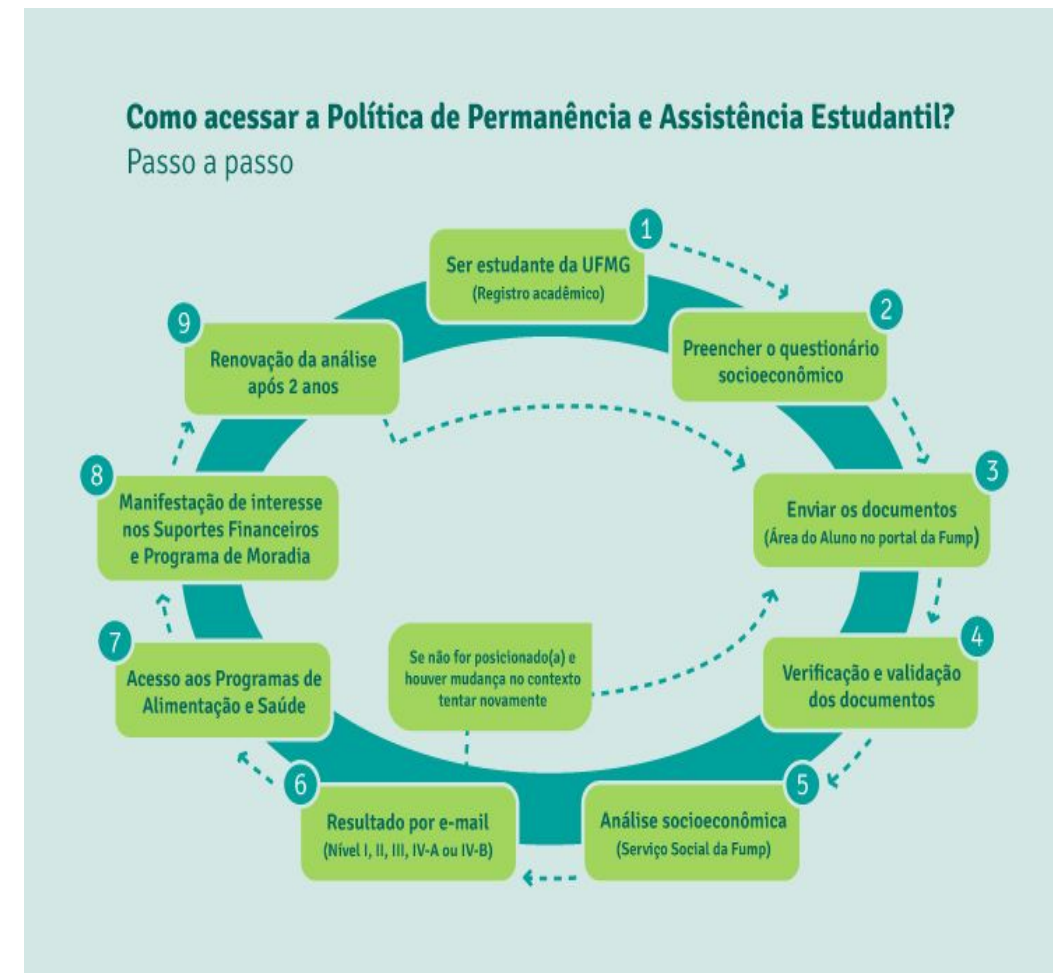 Como acessar a Política de Permanência e Assistência Estudantil?
Passo a passo
1
Ser estudante da UFMG
(Registro acadêmico)
2
Preencher o questionário
socioeconômico
3
Enviar os documentos
(Área do Aluno no portal da Fump)
4
Verificação e validação
dos documentos
5
Análise socioeconômica
(Serviço Social da Fump)
6
Resultado por e-mail
(Nível I, II, III, IV-A ou IV-B)
Se não for posicionado(a) e
houver mudança no contexto
tentar novamente
7
Acesso aos Programas de
Alimentação e Saúde
8
Manifestação de interesse
nos Suportes Financeiros
e Programa de Moradia
9
Renovação da análise
após 2 anos